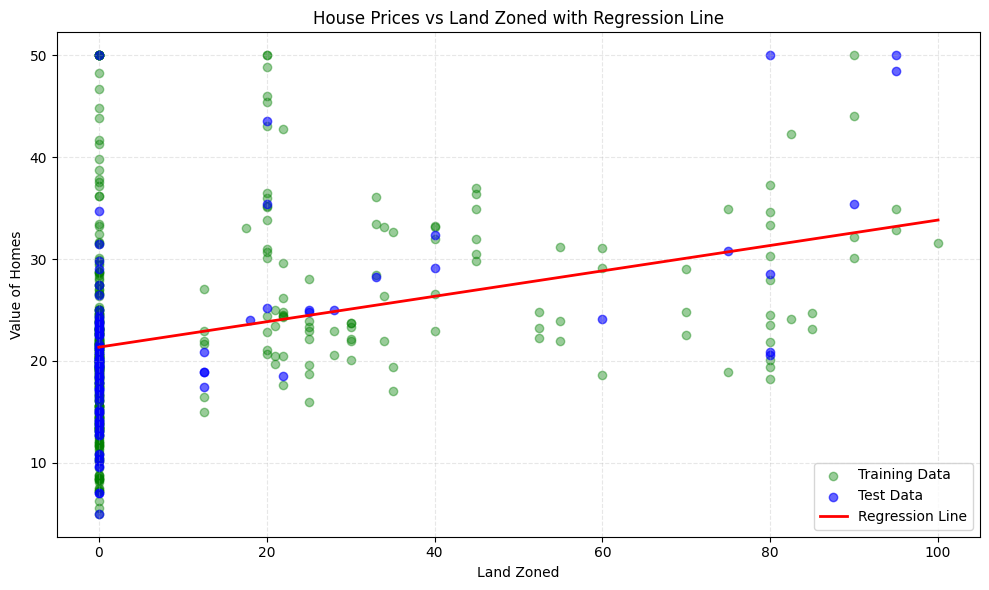 House Prices vs Land Zoned with Regression Line
Value of Homes
50
40
30
20
10
0 20 40 60 80 100
Land Zoned
Training Data
Test Data
Regression Line